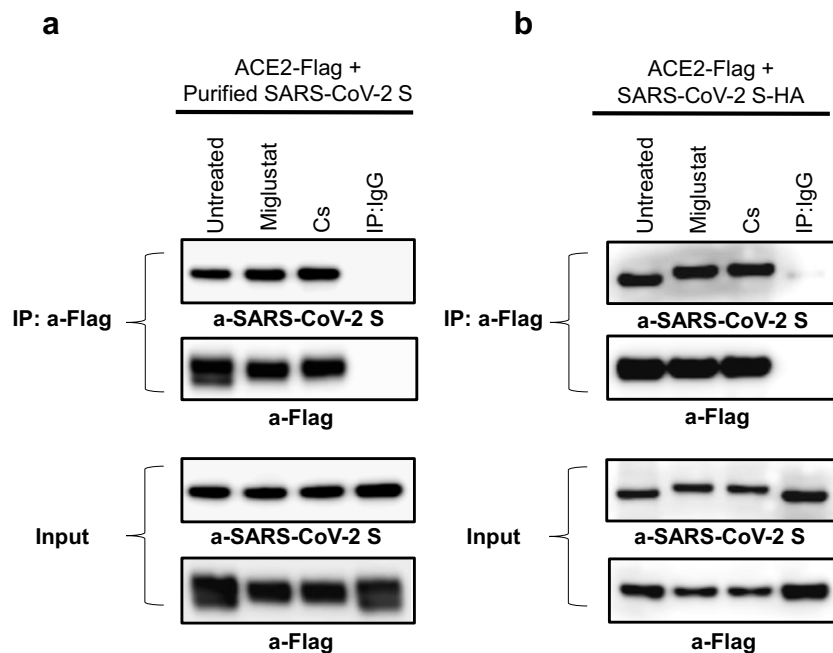 a
ACE2-Flag +
Purified SARS-CoV-2 S
Untreated
Miglustat
Cs
IP:IgG
IP: a-Flag
a-SARS-CoV-2 S
a-Flag
Input
a-SARS-CoV-2 S
a-Flag
b
ACE2-Flag +
SARS-CoV-2 S-HA
Untreated
Miglustat
Cs
IP:IgG
IP: a-Flag
a-SARS-CoV-2 S
a-Flag
Input
a-SARS-CoV-2 S
a-Flag